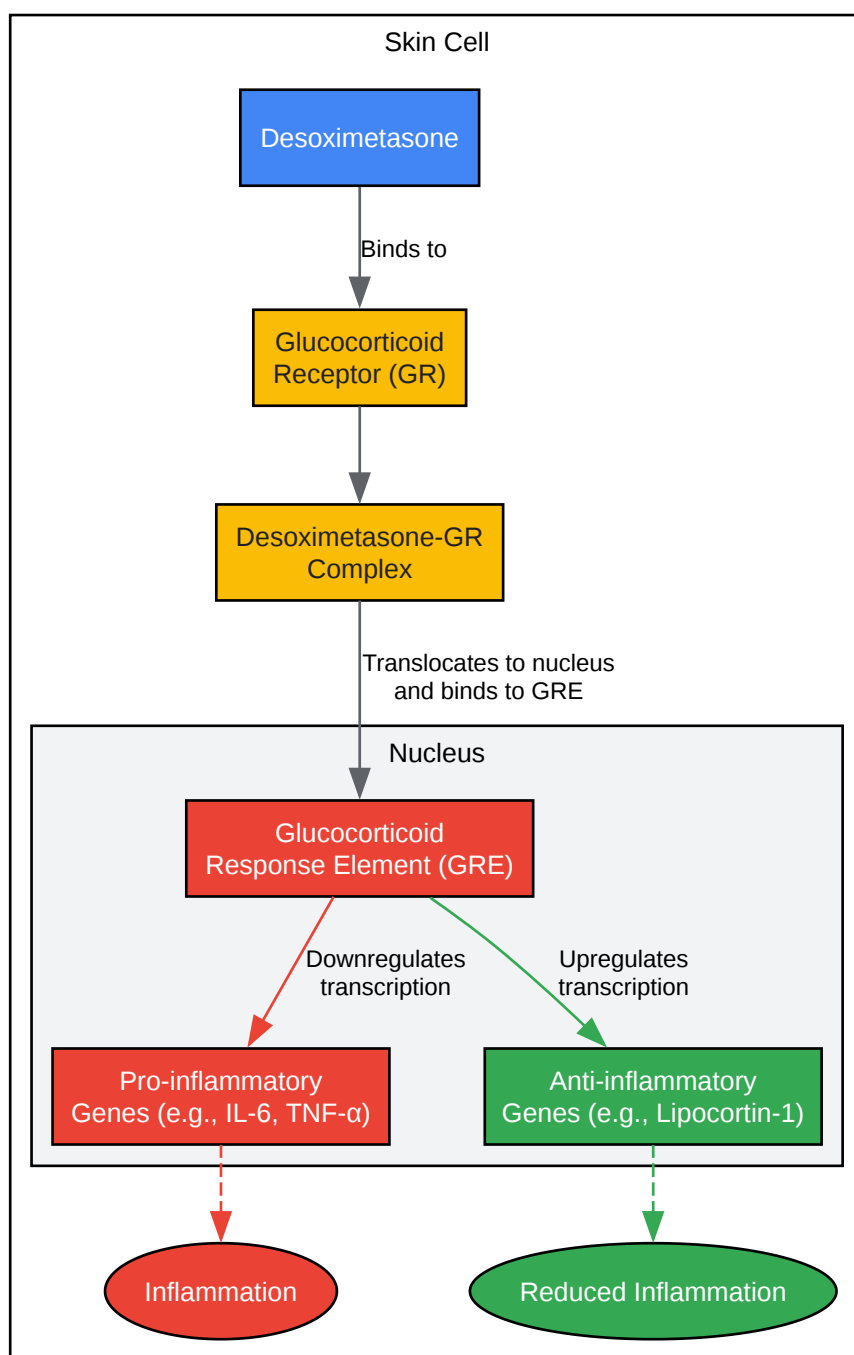 Skin Cell
Desoximetasone
Binds to
Glucocorticoid
Receptor (GR)
Desoximetasone-GR
Complex
Translocates to nucleus
and binds to GRE
Nucleus
Glucocorticoid
Response Element (GRE)
Downregulates
transcription
Upregulates
transcription
Pro-inflammatory
Genes (e.g., IL-6, TNF-α)
Anti-inflammatory
Genes (e.g., Lipocortin-1)
Inflammation
Reduced Inflammation